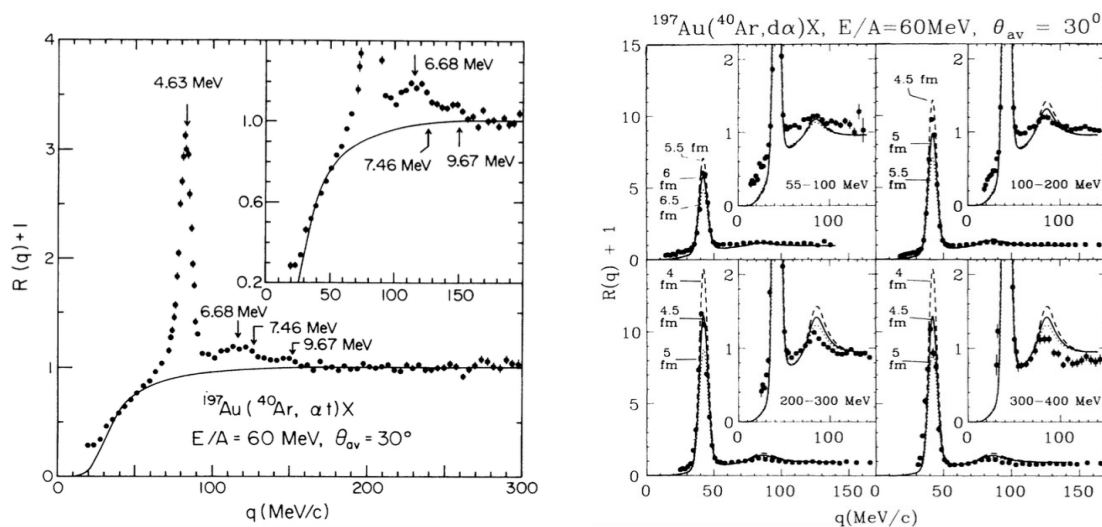 4.63 MeV
6.68 MeV
7.46 MeV
9.67 MeV
1.0
0.6
0.2
0
50
100
150
200
6.68 MeV
7.46 MeV
9.67 MeV
¹⁹⁷Au(⁴⁰Ar, αt)X
E/A = 60 MeV, θav = 30°
R(q)+1
4
3
2
1
0
0
100
200
300
q(MeV/c)
¹⁹⁷Au(⁴⁰Ar,dα)X, E/A=60MeV, θav = 30⁰
15
10
5
0
5.5 fm
6 fm
6.5 fm
2
1
0
0
100
55-100 MeV
4.5 fm
5 fm
5.5 fm
2
1
0
0
100
100-200 MeV
R(q) + 1
10
5
0
4 fm
4.5 fm
5 fm
2
1
0
0
100
200-300 MeV
4 fm
4.5 fm
5 fm
2
1
0
0
100
300-400 MeV
0
50
100
150
0
50
100
150
q(MeV/c)